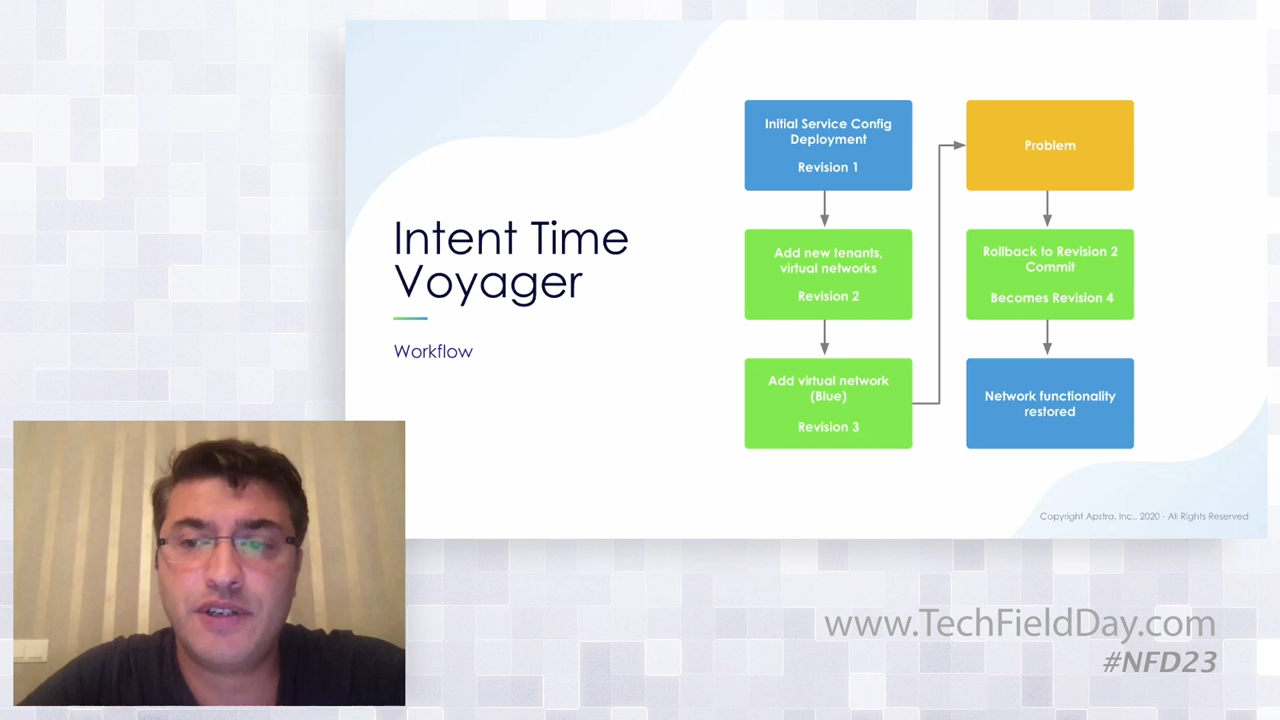 Intent Time
Voyager
Workflow
Initial Service Config
Deployment
Revision 1
Add new tenants,
virtual networks
Revision 2
Add virtual network
(Blue)
Revision 3
Problem
Rollback to Revision 2
Commit
Becomes Revision 4
Network functionality
restored
Copyright Apstra, Inc., 2020 - All Rights Reserved
www.TechFieldDay.com
#NFD23